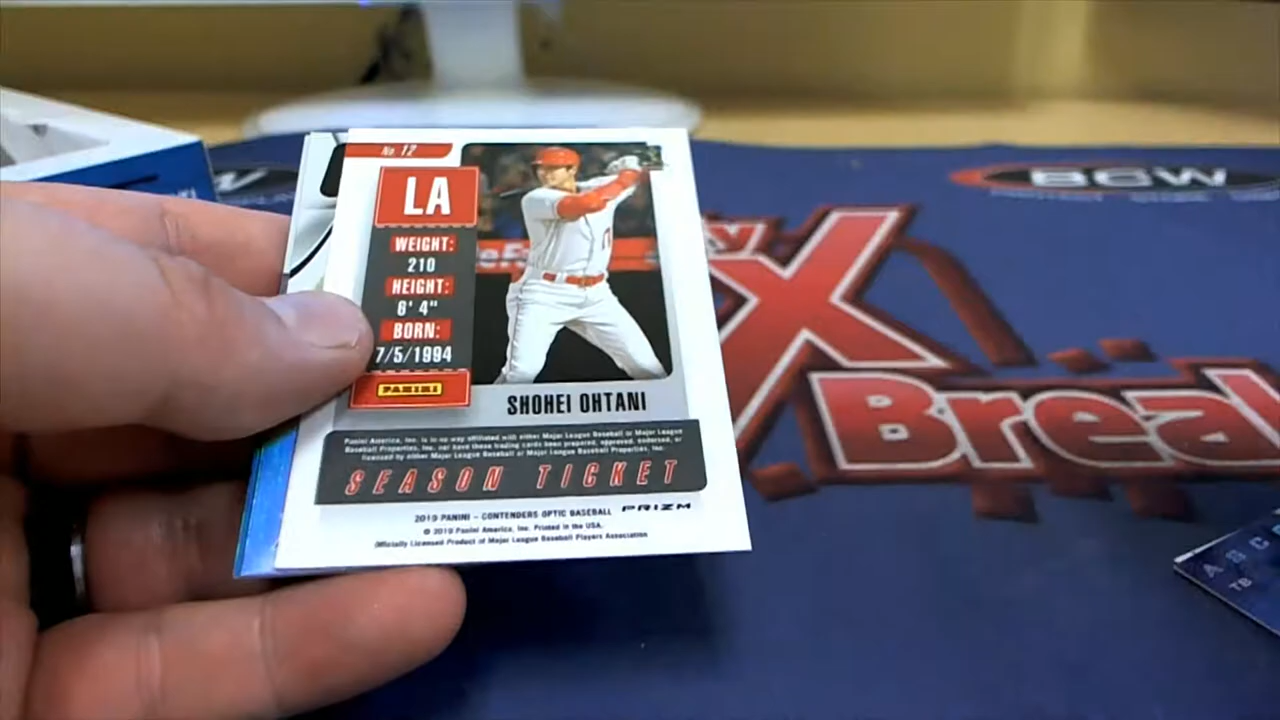 No. 12
LA
WEIGHT:
210
HEIGHT:
6' 4"
BORN:
7/5/1994
PANINI
SHOHEI OHTANI
Panini America, Inc. is in no way affiliated with either Major League Baseball or Major League
Baseball Properties, Inc. nor have these trading cards been prepared, approved, endorsed, or
licensed by either Major League Baseball or Major League Baseball Properties, Inc.
SEASON TICKET
2019 PANINI - CONTENDERS OPTIC BASEBALL PRIZM
© 2019 Panini America, Inc. Printed in the USA.
Officially Licensed Product of Major League Baseball Players Association
BCW
X
Break
TB